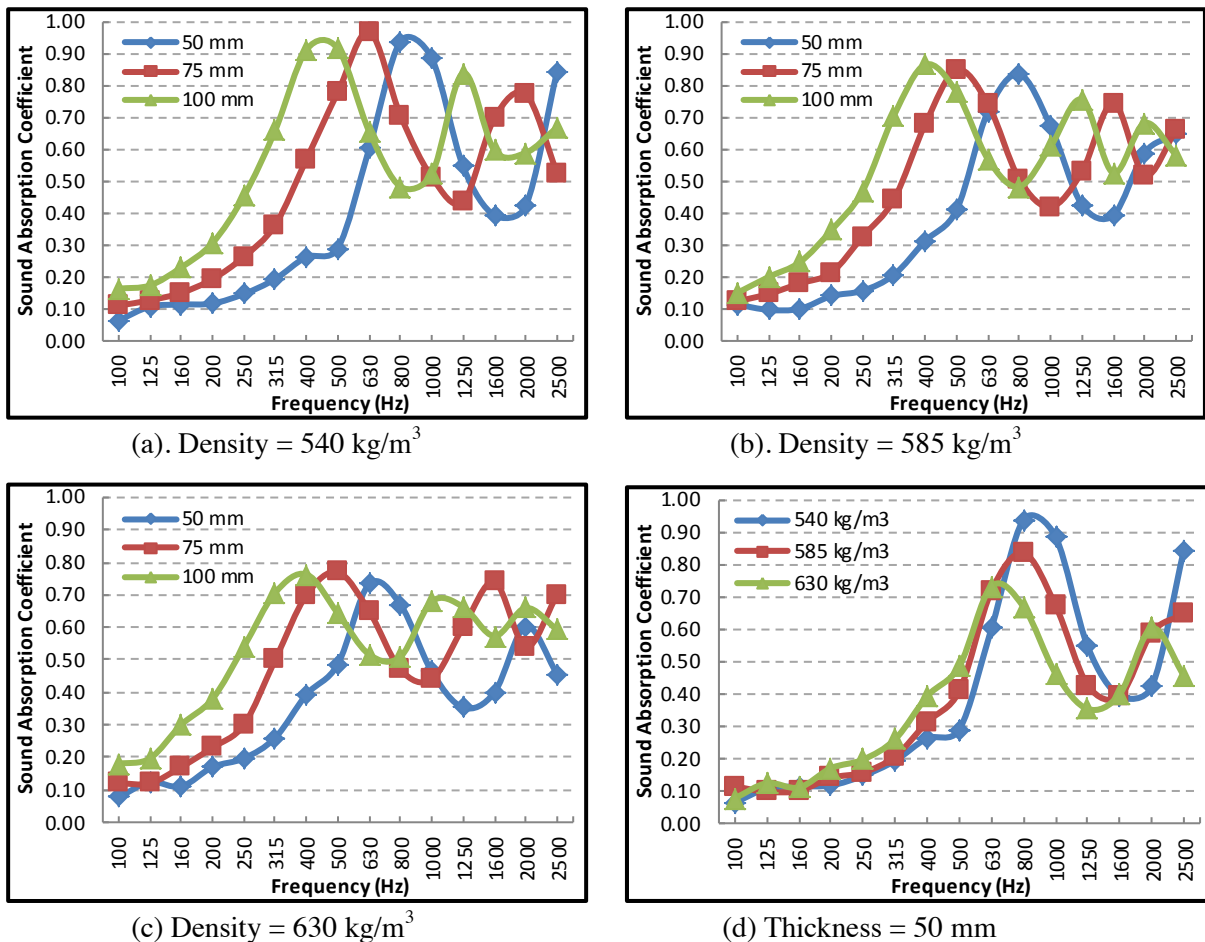 Sound Absorption Coefficient
1.00
0.90
0.80
0.70
0.60
0.50
0.40
0.30
0.20
0.10
0.00
50 mm
75 mm
100 mm
100 125 160 200 250 315 400 500 630 800 1000 1250 1600 2000 2500
Frequency (Hz)
(a). Density = 540 kg/m³
Sound Absorption Coefficient
1.00
0.90
0.80
0.70
0.60
0.50
0.40
0.30
0.20
0.10
0.00
50 mm
75 mm
100 mm
100 125 160 200 250 315 400 500 630 800 1000 1250 1600 2000 2500
Frequency (Hz)
(b). Density = 585 kg/m³
Sound Absorption Coefficient
1.00
0.90
0.80
0.70
0.60
0.50
0.40
0.30
0.20
0.10
0.00
50 mm
75 mm
100 mm
100 125 160 200 250 315 400 500 630 800 1000 1250 1600 2000 2500
Frequency (Hz)
(c) Density = 630 kg/m³
Sound Absorption Coefficient
1.00
0.90
0.80
0.70
0.60
0.50
0.40
0.30
0.20
0.10
0.00
540 kg/m3
585 kg/m3
630 kg/m3
100 125 160 200 250 315 400 500 630 800 1000 1250 1600 2000 2500
Frequency (Hz)
(d) Thickness = 50 mm